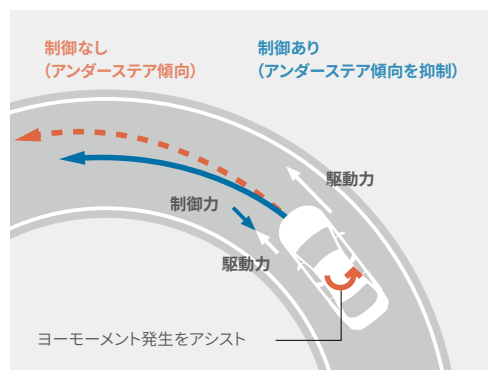 制御なし
（アンダーステア傾向）
制御あり
（アンダーステア傾向を抑制）
駆動力
制御力
駆動力
ヨーモーメント発生をアシスト